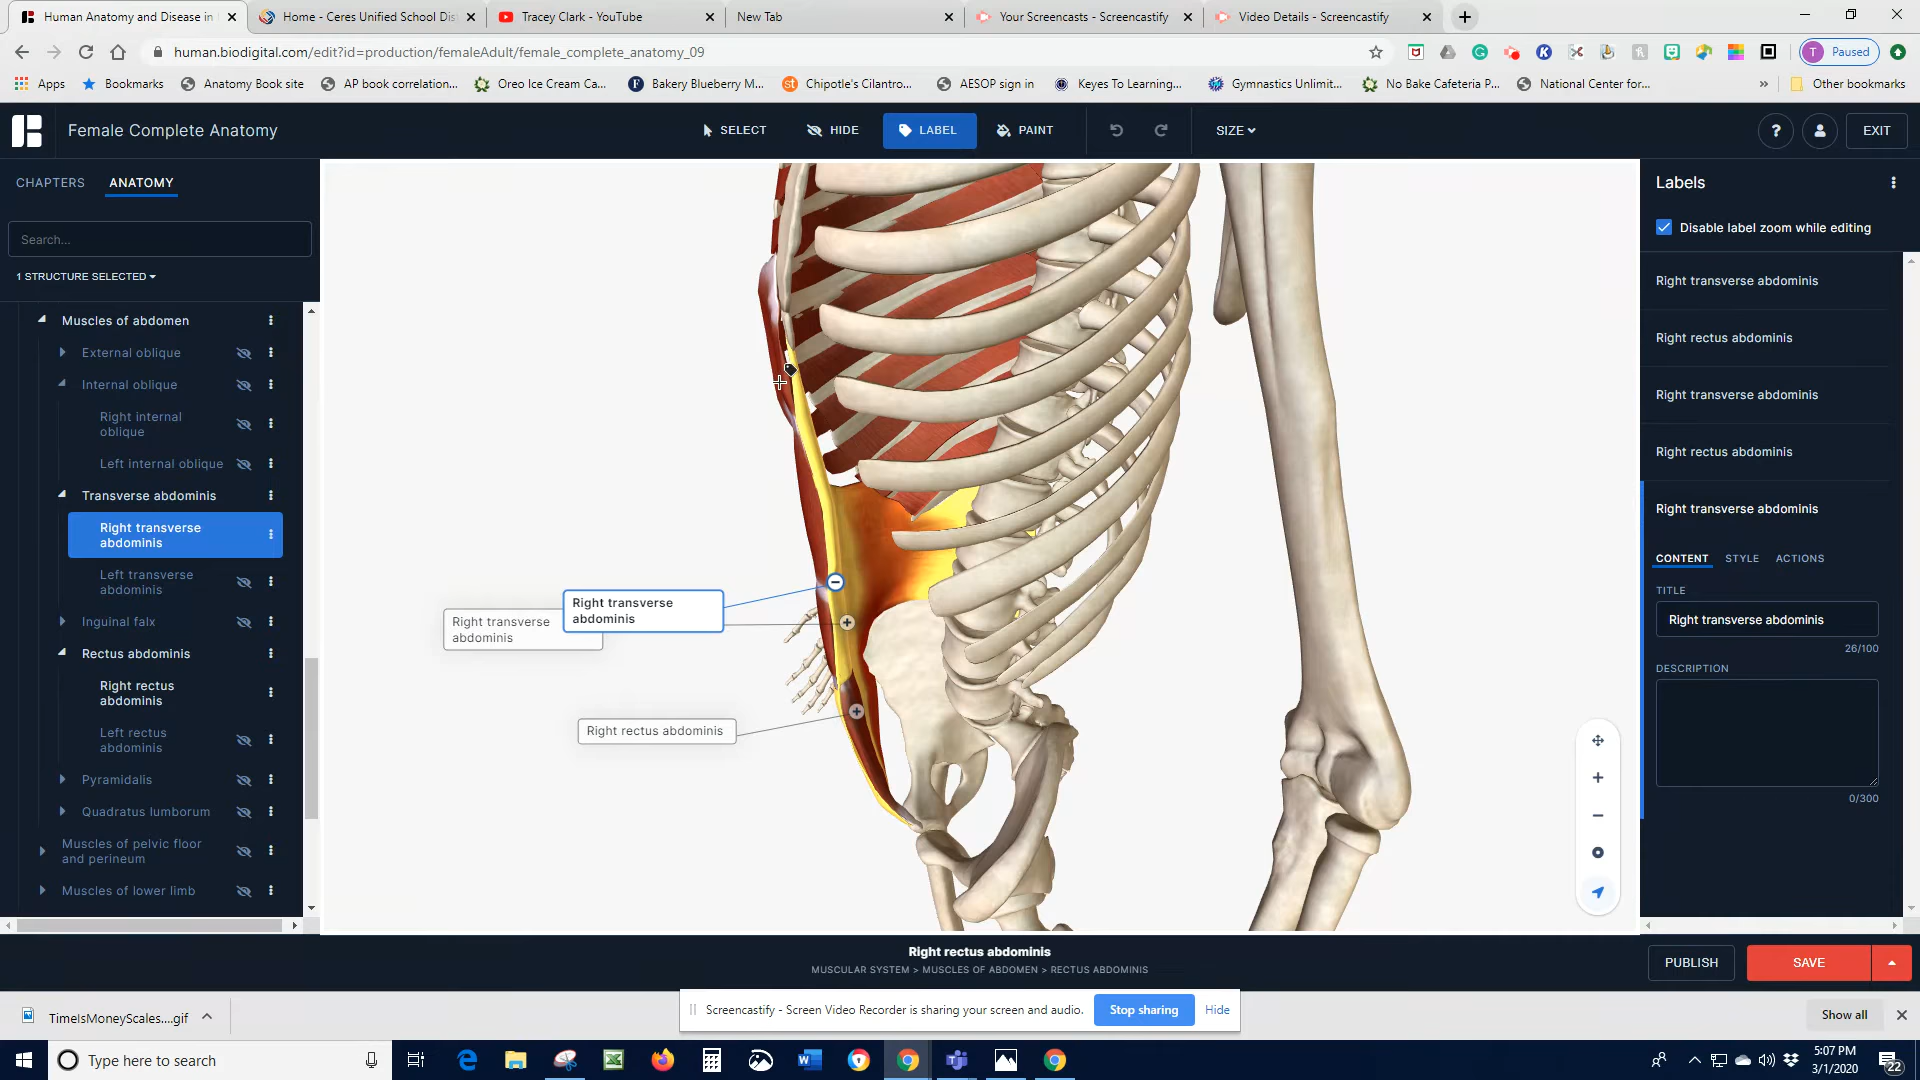 Human Anatomy and Disease in
Home - Ceres Unified School Dist
Tracey Clark - YouTube
New Tab
Your Screencasts - Screencastify
Video Details - Screencastify
human.biodigital.com/edit?id=production/femaleAdult/female_complete_anatomy_09
T Paused
Apps
Bookmarks
Anatomy Book site
AP book correlation...
Oreo Ice Cream Ca...
Bakery Blueberry M...
Chipotle's Cilantro...
AESOP sign in
Keyes To Learning...
Gymnastics Unlimit...
No Bake Cafeteria P...
National Center for...
»
Other bookmarks
Female Complete Anatomy
SELECT
HIDE
LABEL
PAINT
SIZE
?
EXIT
CHAPTERS
ANATOMY
Search...
1 STRUCTURE SELECTED
Muscles of abdomen
External oblique
Internal oblique
Right internal
oblique
Left internal oblique
Transverse abdominis
Right transverse
abdominis
Left transverse
abdominis
Inguinal falx
Rectus abdominis
Right rectus
abdominis
Left rectus
abdominis
Pyramidalis
Quadratus lumborum
Muscles of pelvic floor
and perineum
Muscles of lower limb
Right transverse
abdominis
Right transverse
abdominis
Right rectus abdominis
Labels
Disable label zoom while editing
Right transverse abdominis
Right rectus abdominis
Right transverse abdominis
Right rectus abdominis
Right transverse abdominis
CONTENT
STYLE
ACTIONS
TITLE
Right transverse abdominis
26/100
DESCRIPTION
0/300
Right rectus abdominis
MUSCULAR SYSTEM > MUSCLES OF ABDOMEN > RECTUS ABDOMINIS
PUBLISH
SAVE
TimeIsMoneyScales....gif
Screencastify - Screen Video Recorder is sharing your screen and audio.
Stop sharing
Hide
Show all
Type here to search
5:07 PM
3/1/2020
22